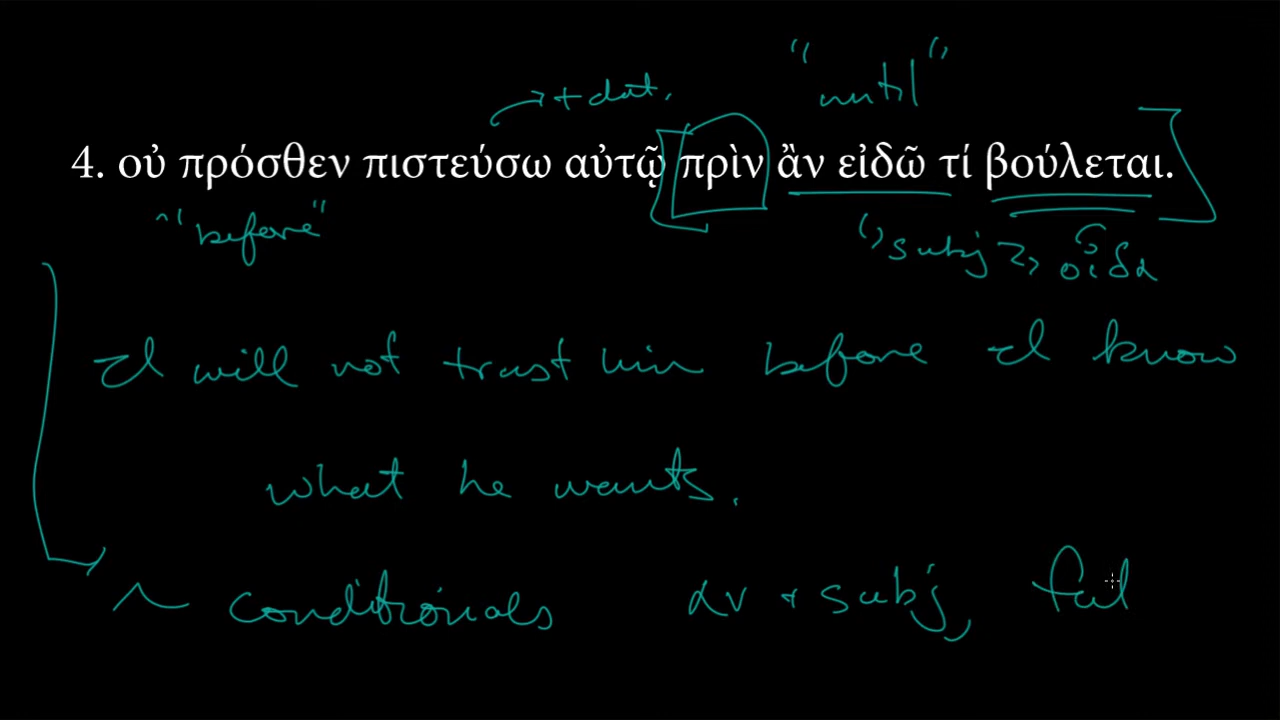 "until"
→ + dat.
4. οὐ πρόσθεν πιστεύσω αὐτῷ πρὶν ἂν εἰδῶ τί βούλεται.
~ "before"
subj οἶδα
I will not trust him before I know
what he wants.
~ conditionals αν + subj, fut